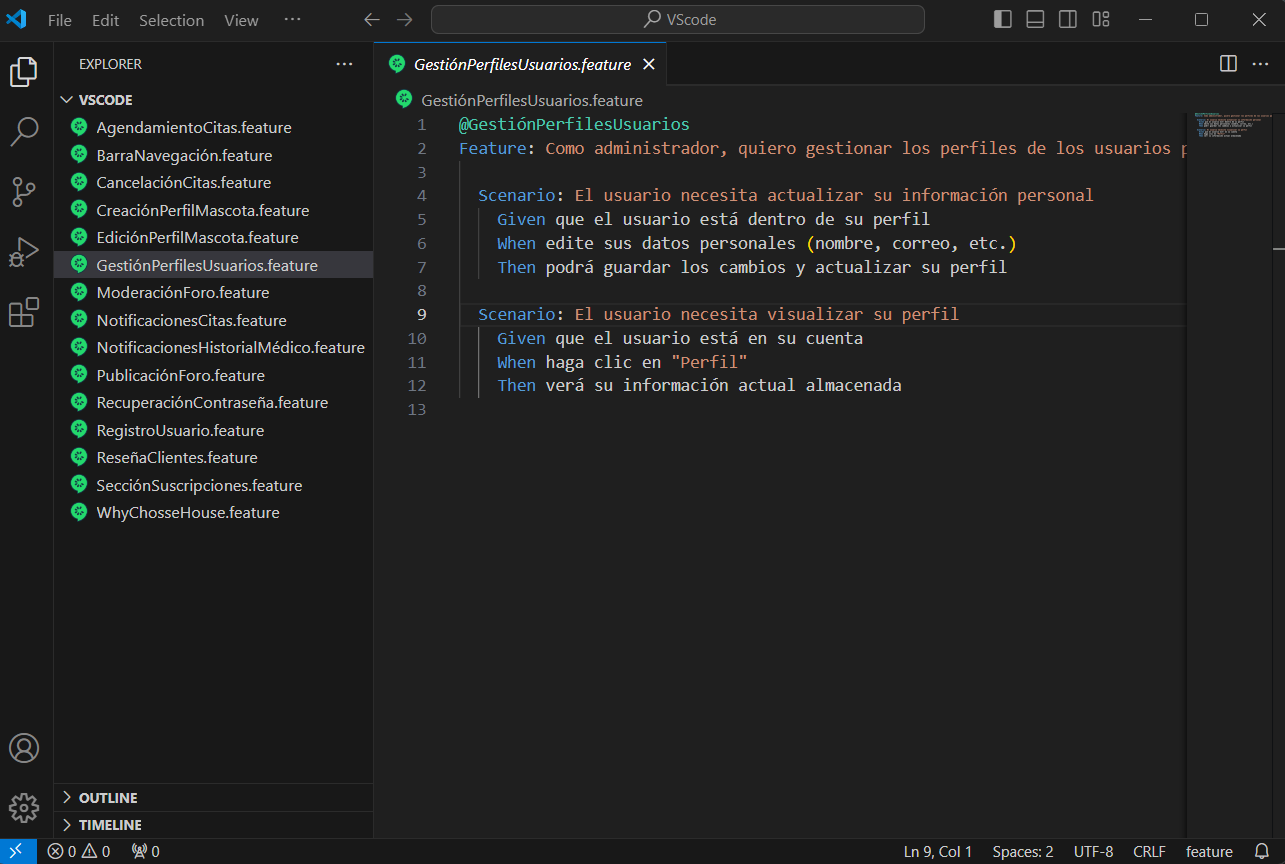 File Edit Selection View ···
VScode
EXPLORER ···
VSCODE
AgendamientoCitas.feature
BarraNavegación.feature
CancelaciónCitas.feature
CreaciónPerfilMascota.feature
EdiciónPerfilMascota.feature
GestiónPerfilesUsuarios.feature
ModeraciónForo.feature
NotificacionesCitas.feature
NotificacionesHistorialMédico.feature
PublicaciónForo.feature
RecuperaciónContraseña.feature
RegistroUsuario.feature
ReseñaClientes.feature
SecciónSuscripciones.feature
WhyChosseHouse.feature
OUTLINE
TIMELINE
GestiónPerfilesUsuarios.feature
GestiónPerfilesUsuarios.feature
1 @GestiónPerfilesUsuarios
2 Feature: Como administrador, quiero gestionar los perfiles de los usuarios p
3
4 Scenario: El usuario necesita actualizar su información personal
5 Given que el usuario está dentro de su perfil
6 When edite sus datos personales (nombre, correo, etc.)
7 Then podrá guardar los cambios y actualizar su perfil
8
9 Scenario: El usuario necesita visualizar su perfil
10 Given que el usuario está en su cuenta
11 When haga clic en "Perfil"
12 Then verá su información actual almacenada
13
0 0 0 Ln 9, Col 1 Spaces: 2 UTF-8 CRLF feature